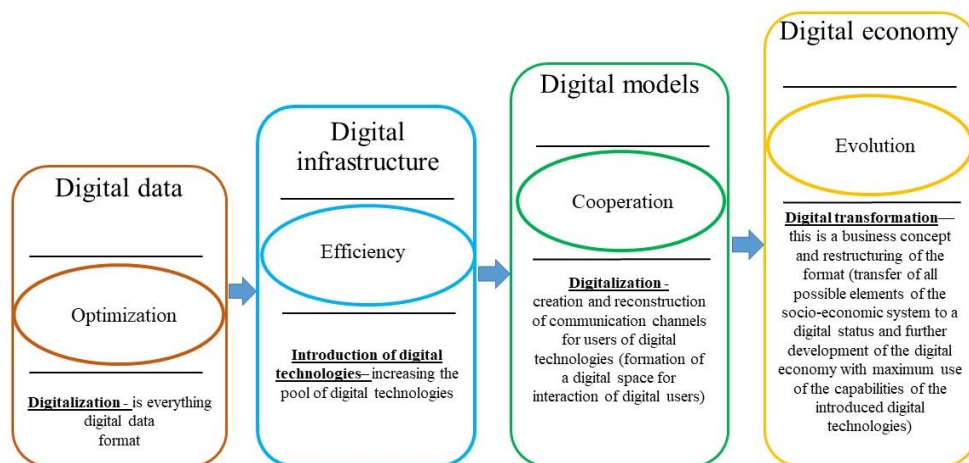 Digital data
Optimization
Digitalization - is everything
digital data
format
Digital
infrastructure
Efficiency
Introduction of digital
technologies– increasing the
pool of digital technologies
Digital models
Cooperation
Digitalization -
creation and reconstruction
of communication channels
for users of digital
technologies (formation of
a digital space for
interaction of digital users)
Digital economy
Evolution
Digital transformation—
this is a business concept
and restructuring of the
format (transfer of all
possible elements of the
socio-economic system to a
digital status and further
development of the digital
economy with maximum use
of the capabilities of the
introduced digital
technologies)